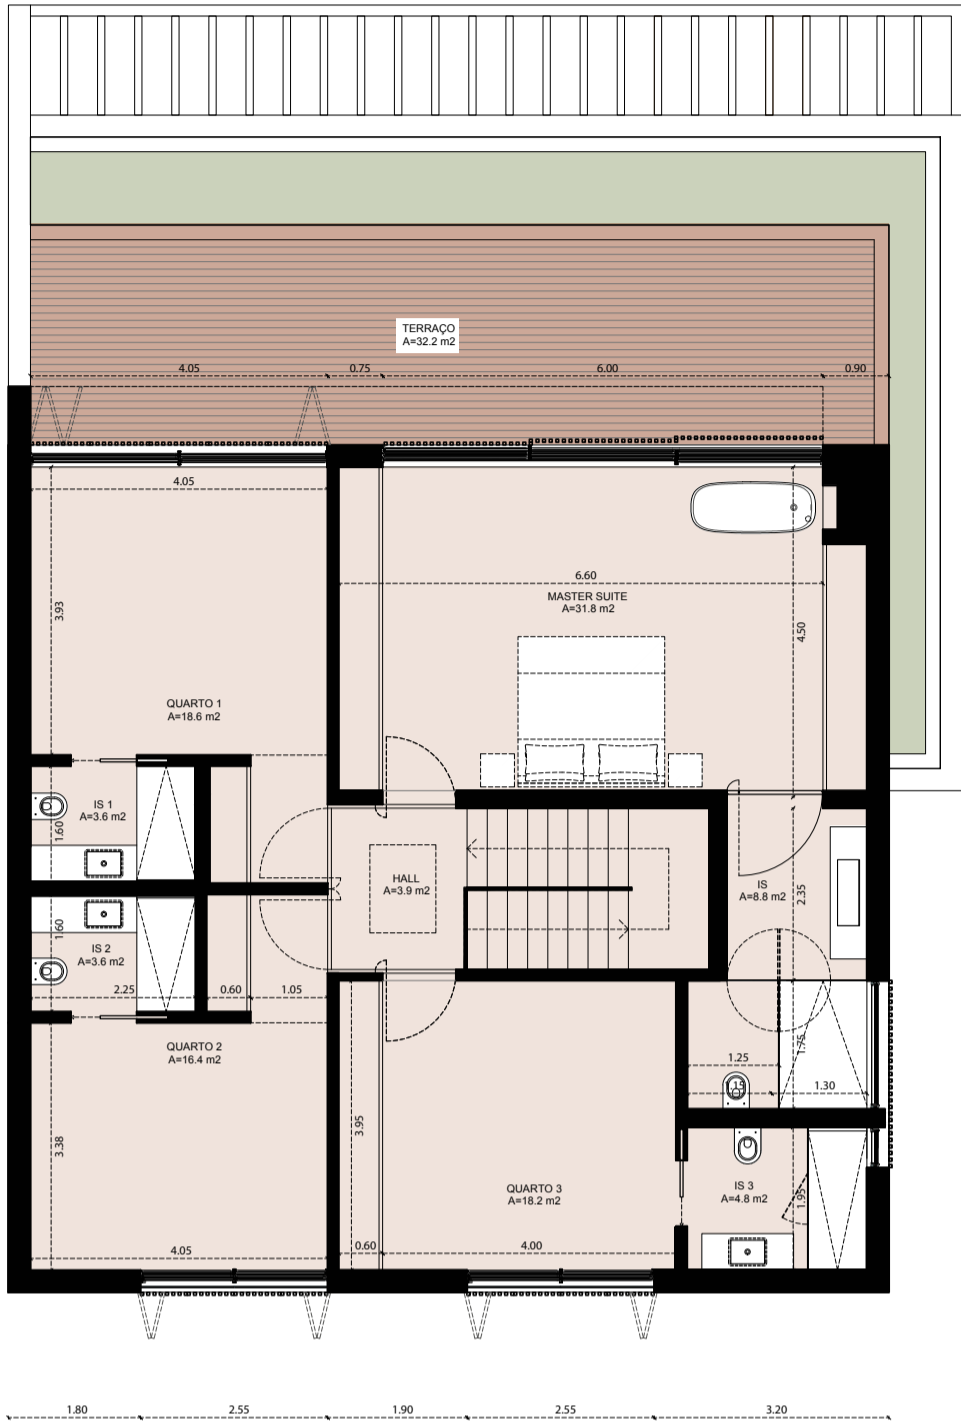 TERRAÇO
A=32.2 m2
4.05
0.75
6.00
0.90
4.05
6.60
MASTER SUITE
A=31.8 m2
3.93
4.50
QUARTO 1
A=18.6 m2
IS 1
A=3.6 m2
1.60
HALL
A=3.9 m2
IS
A=8.8 m2
2.35
1.60
IS 2
A=3.6 m2
2.25
0.60
1.05
QUARTO 2
A=16.4 m2
1.75
1.25
1.15
1.30
3.38
3.95
QUARTO 3
A=18.2 m2
IS 3
A=4.8 m2
1.95
4.05
0.60
4.00
1.80
2.55
1.90
2.55
3.20